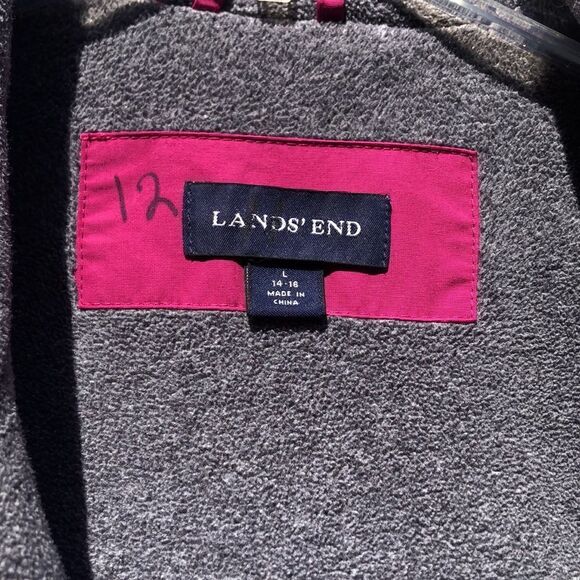 12
LANDS' END
L
14-16
MADE IN
CHINA